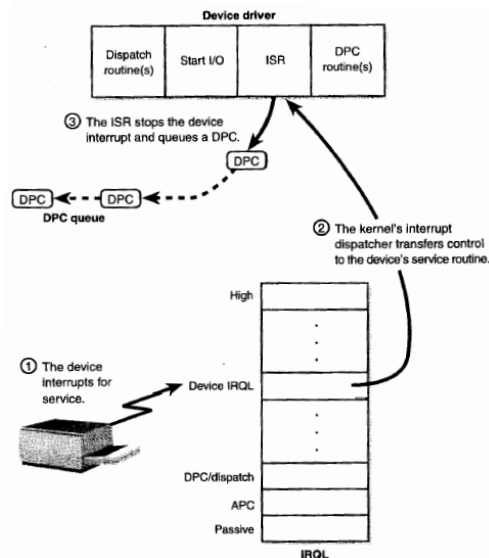 Device driver
Dispatch
routine(s)
Start I/O
ISR
DPC
routine(s)
③ The ISR stops the device
interrupt and queues a DPC.
DPC
DPC
DPC
DPC queue
② The kernel's interrupt
dispatcher transfers control
to the device's service routine.
High
① The device
interrupts for
service.
Device IRQL
DPC/dispatch
APC
Passive
IRQL